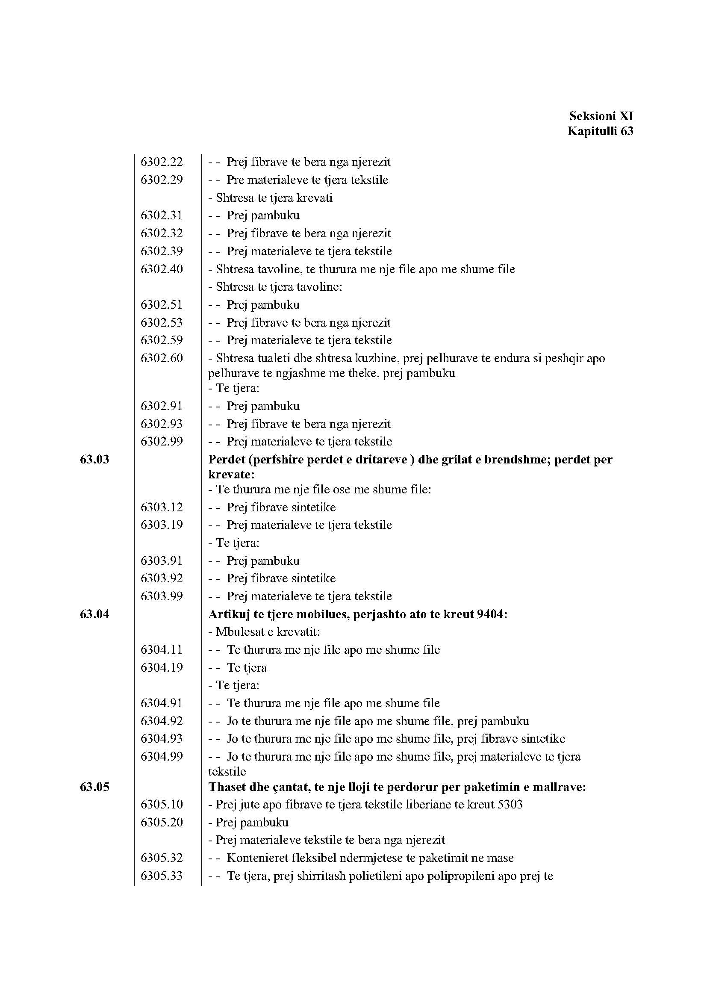 Seksioni XI
Kapitulli 63
6302.22 - - Prej fibrave te bera nga njerezit
6302.29 - - Pre materialeve te tjera tekstile
- Shtresa te tjera krevati
6302.31 - - Prej pambuku
6302.32 - - Prej fibrave te bera nga njerezit
6302.39 - - Prej materialeve te tjera tekstile
6302.40 - Shtresa tavoline, te thurura me nje file apo me shume file
- Shtresa te tjera tavoline:
6302.51 - - Prej pambuku
6302.53 - - Prej fibrave te bera nga njerezit
6302.59 - - Prej materialeve te tjera tekstile
6302.60 - Shtresa tualeti dhe shtresa kuzhine, prej pelhurave te endura si peshqir apo
pelhurave te ngjashme me theke, prej pambuku
- Te tjera:
6302.91 - - Prej pambuku
6302.93 - - Prej fibrave te bera nga njerezit
6302.99 - - Prej materialeve te tjera tekstile
63.03 Perdet (perfshire perdet e dritareve ) dhe grilat e brendshme; perdet per
krevate:
- Te thurura me nje file ose me shume file:
6303.12 - - Prej fibrave sintetike
6303.19 - - Prej materialeve te tjera tekstile
- Te tjera:
6303.91 - - Prej pambuku
6303.92 - - Prej fibrave sintetike
6303.99 - - Prej materialeve te tjera tekstile
63.04 Artikuj te tjere mobilues, perjashto ato te kreut 9404:
- Mbulesat e krevatit:
6304.11 - - Te thurura me nje file apo me shume file
6304.19 - - Te tjera
- Te tjera:
6304.91 - - Te thurura me nje file apo me shume file
6304.92 - - Jo te thurura me nje file apo me shume file, prej pambuku
6304.93 - - Jo te thurura me nje file apo me shume file, prej fibrave sintetike
6304.99 - - Jo te thurura me nje file apo me shume file, prej materialeve te tjera
tekstile
63.05 Thaset dhe çantat, te nje lloji te perdorur per paketimin e mallrave:
6305.10 - Prej jute apo fibrave te tjera tekstile liberiane te kreut 5303
6305.20 - Prej pambuku
- Prej materialeve tekstile te bera nga njerezit
6305.32 - - Kontenieret fleksibel ndermjetese te paketimit ne mase
6305.33 - - Te tjera, prej shirritash polietileni apo polipropileni apo prej te